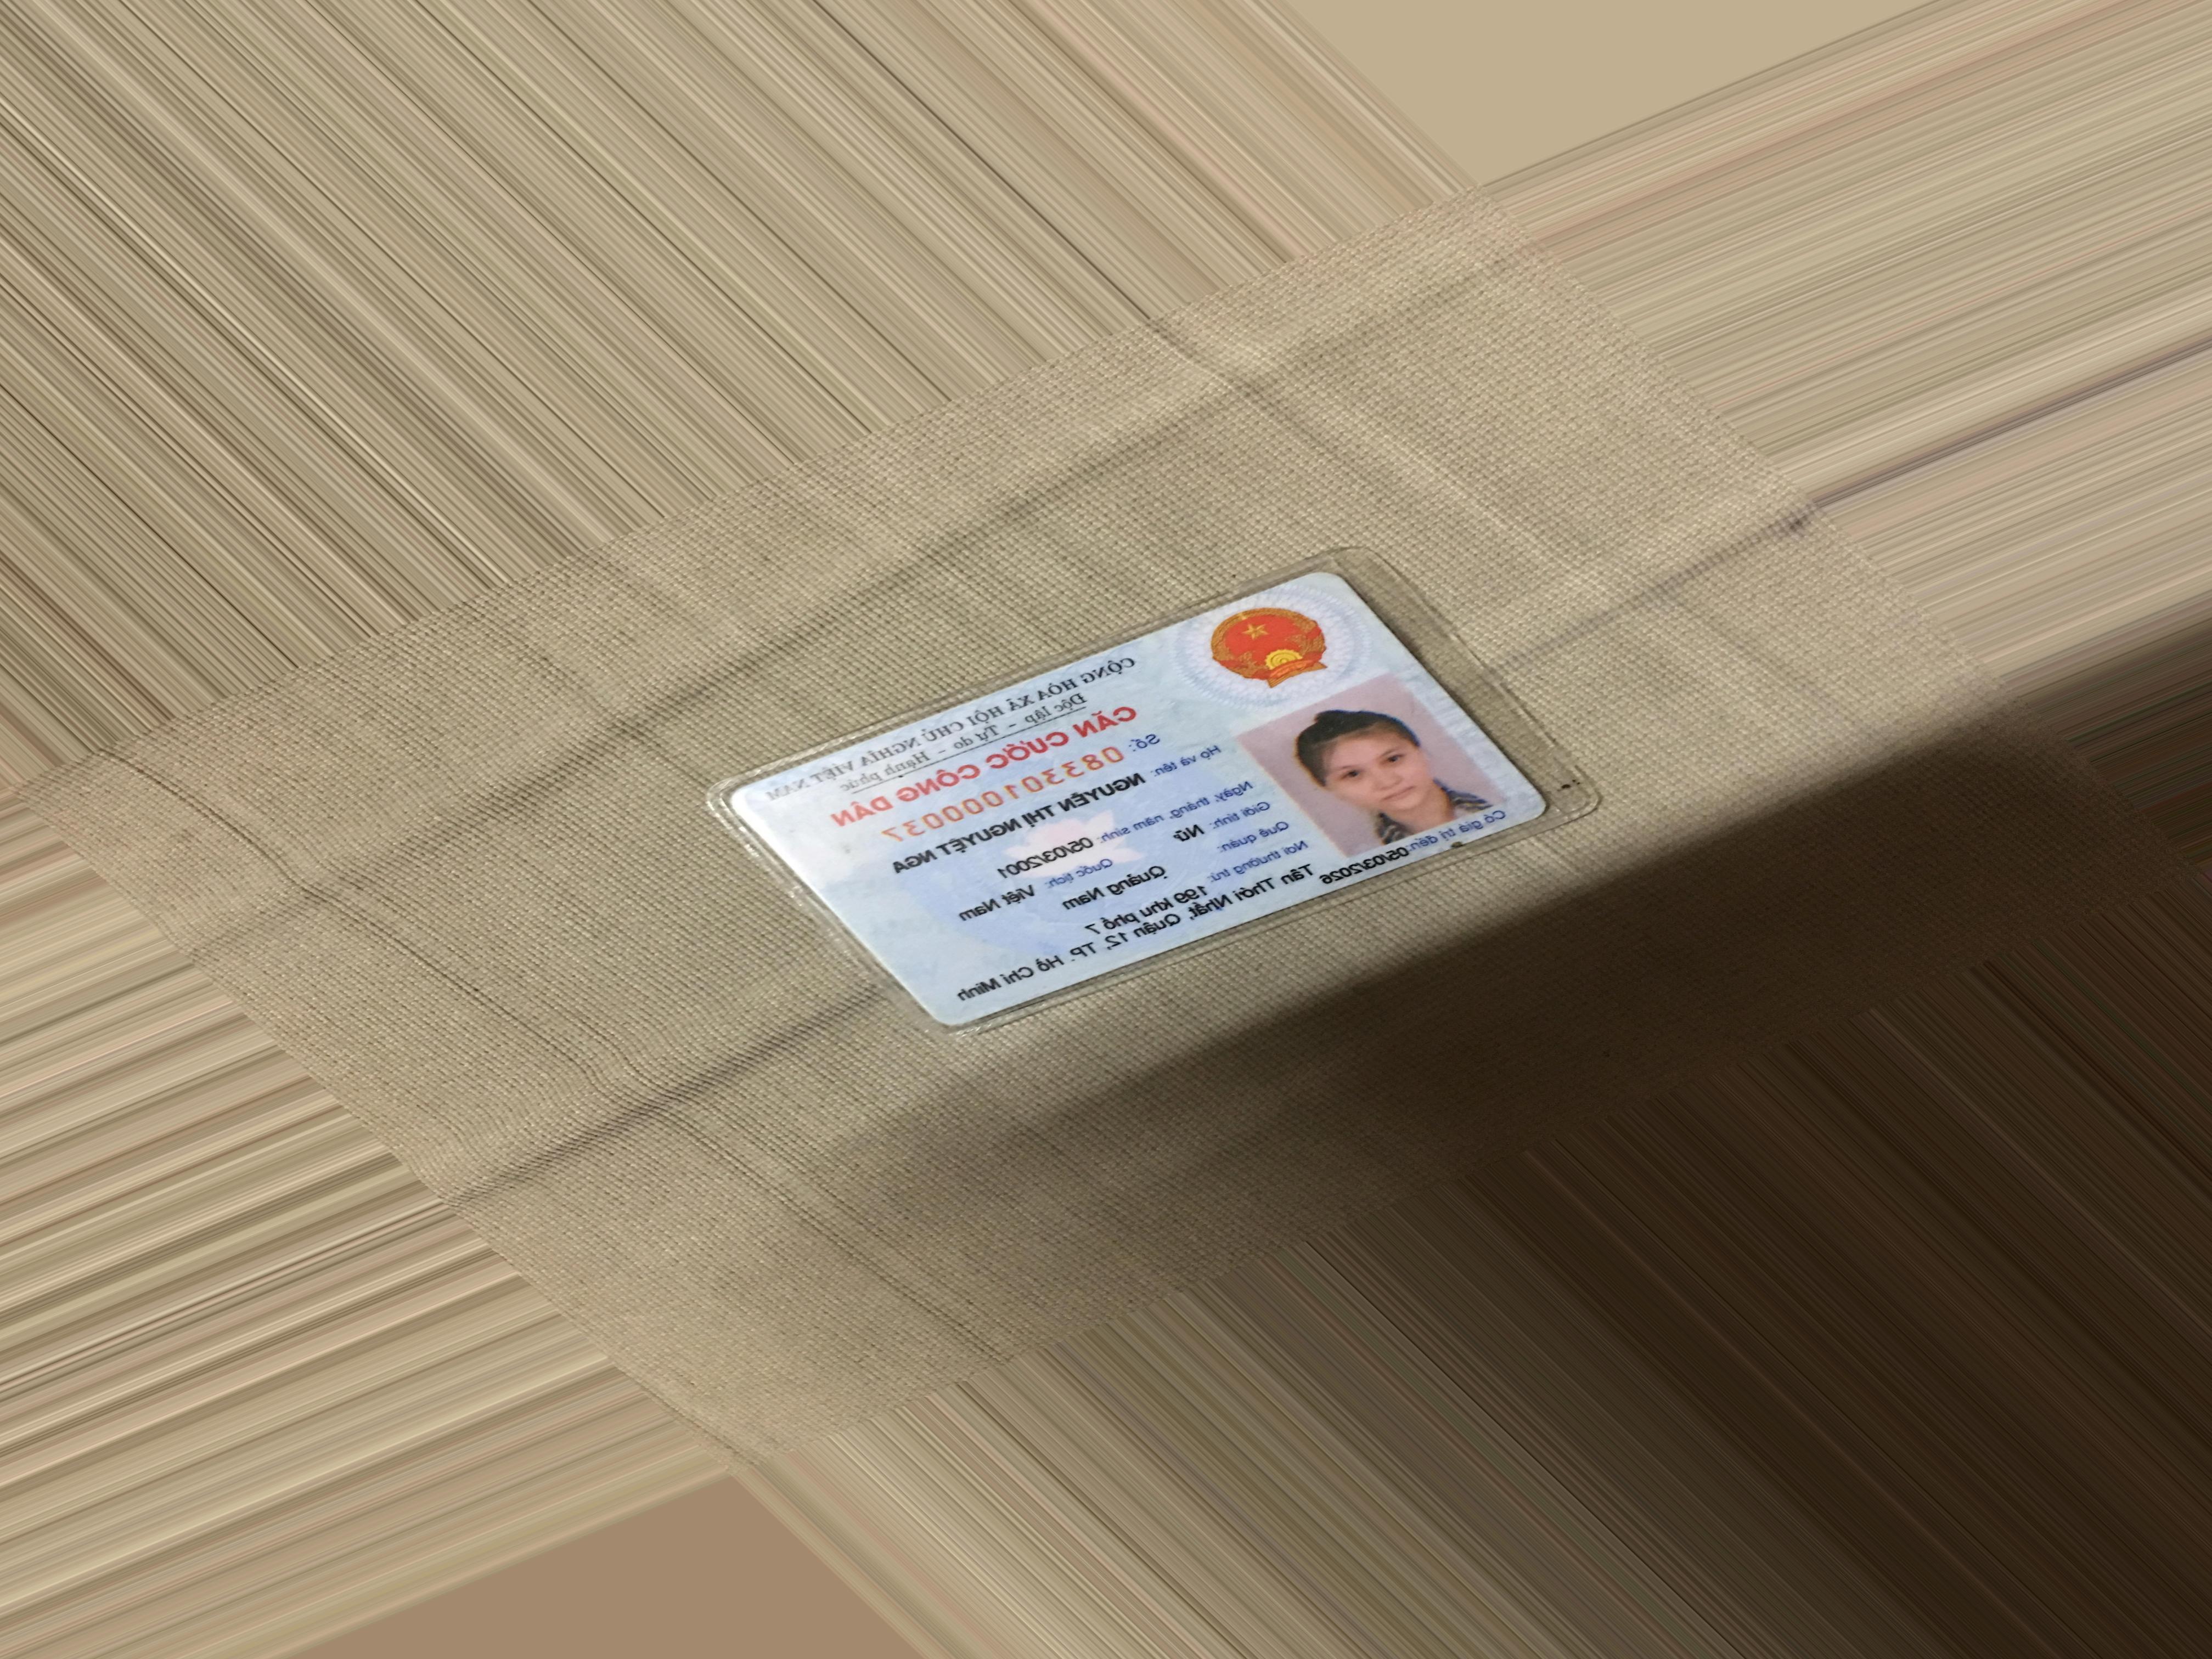 CỘNG HÒA XÃ HỘI CHỦ NGHĨA VIỆT NAM
Độc lập - Tự do - Hạnh phúc
CĂN CƯỚC CÔNG DÂN
Số: 083301000037
Họ và tên: NGUYỄN THỊ NGUYỆT NGA
Ngày, tháng, năm sinh: 05/03/2001
Giới tính: Nữ Quốc tịch: Việt Nam
Quê quán: Quảng Nam
Nơi thường trú: 199 khu phố 7
Tân Thới Nhất, Quận 12, TP. Hồ Chí Minh
Có giá trị đến: 05/03/2026